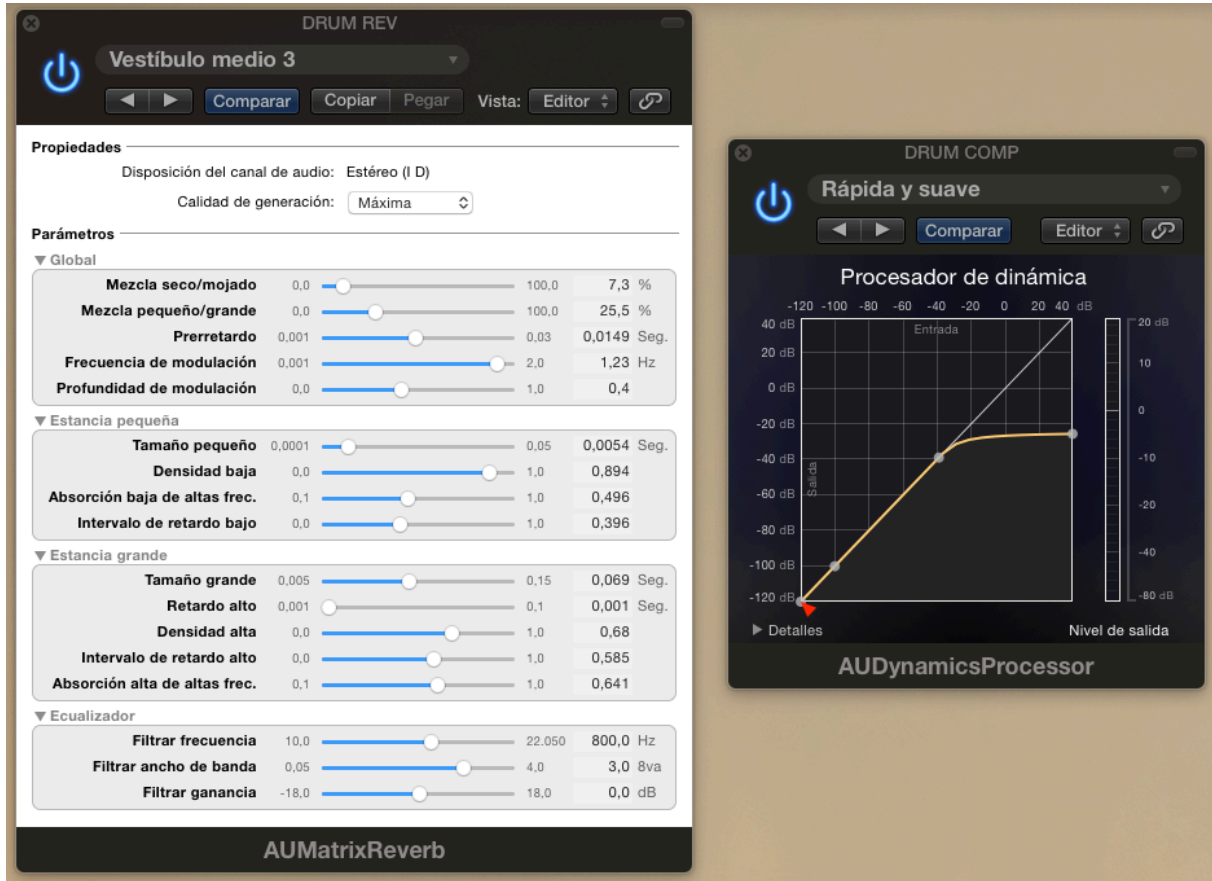 DRUM REV
Vestíbulo medio 3
Comparar Copiar Pegar Vista: Editor
Propiedades
Disposición del canal de audio: Estéreo (I D)
Calidad de generación: Máxima
Parámetros
Global
Mezcla seco/mojado 0,0 100,0 7,3 %
Mezcla pequeño/grande 0,0 100,0 25,5 %
Prerretardo 0,001 0,03 0,0149 Seg.
Frecuencia de modulación 0,001 2,0 1,23 Hz
Profundidad de modulación 0,0 1,0 0,4
Estancia pequeña
Tamaño pequeño 0,0001 0,05 0,0054 Seg.
Densidad baja 0,0 1,0 0,894
Absorción baja de altas frec. 0,1 1,0 0,496
Intervalo de retardo bajo 0,0 1,0 0,396
Estancia grande
Tamaño grande 0,005 0,15 0,069 Seg.
Retardo alto 0,001 0,1 0,001 Seg.
Densidad alta 0,0 1,0 0,68
Intervalo de retardo alto 0,0 1,0 0,585
Absorción alta de altas frec. 0,1 1,0 0,641
Ecualizador
Filtrar frecuencia 10,0 22.050 800,0 Hz
Filtrar ancho de banda 0,05 4,0 3,0 8va
Filtrar ganancia -18,0 18,0 0,0 dB
AUMatrixReverb
DRUM COMP
Rápida y suave
Comparar Editor
Procesador de dinámica
-120 -100 -80 -60 -40 -20 0 20 40 dB
Entrada
40 dB
20 dB
0 dB
-20 dB
-40 dB
-60 dB
-80 dB
-100 dB
-120 dB
Salida
20 dB
10
0
-10
-20
-40
-80 dB
Detalles Nivel de salida
AUDynamicsProcessor